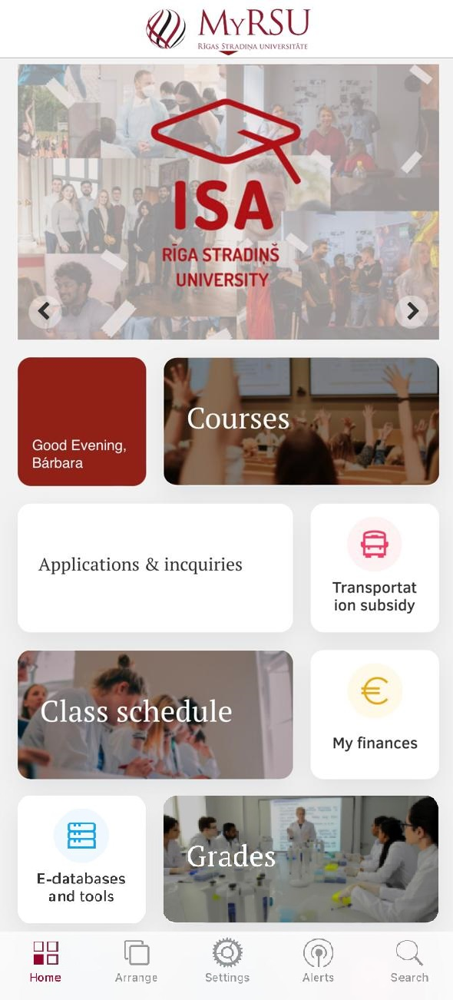 MyRSU
Rīgas Stradiņa universitāte
ISA
RĪGA STRADIŅŠ
UNIVERSITY
Good Evening,
Bárbara
Courses
Applications & incquiries
Transportat
ion subsidy
Class schedule
My finances
E-databases
and tools
Grades
Home
Arrange
Settings
Alerts
Search